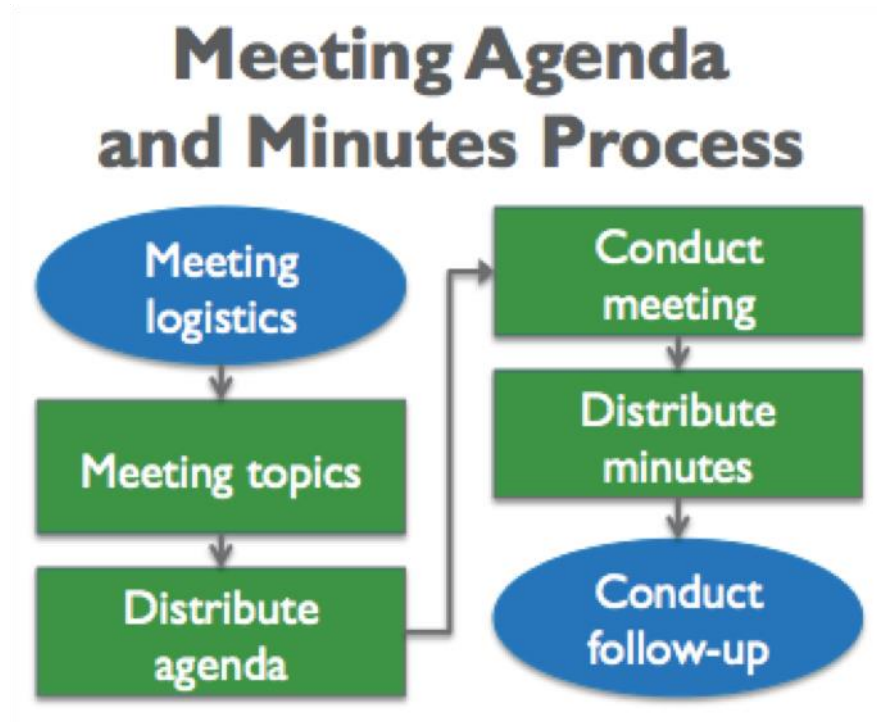 Meeting Agenda
and Minutes Process
Meeting
logistics
Meeting topics
Distribute
agenda
Conduct
meeting
Distribute
minutes
Conduct
follow-up